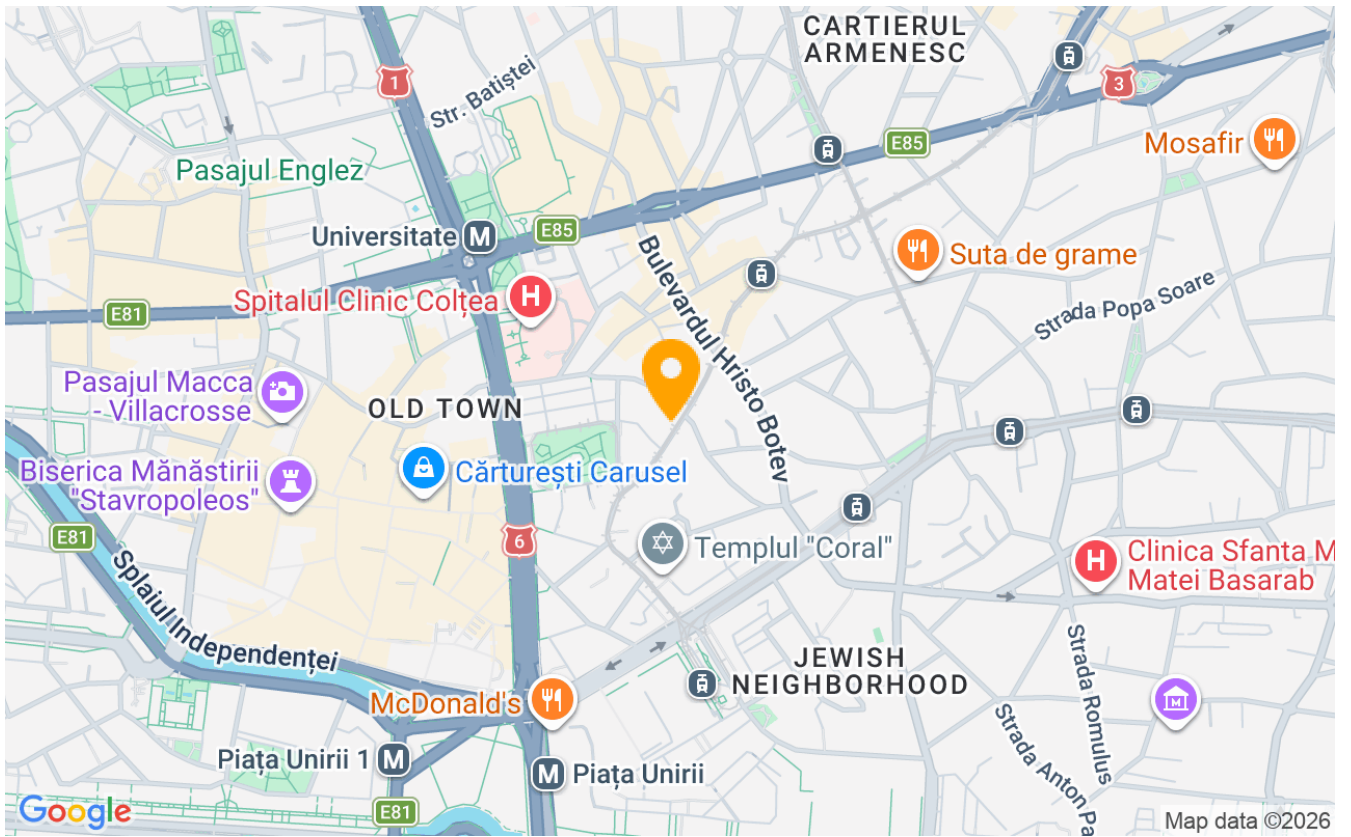 CARTIERUL
ARMENESC
1
3
Str. Batiștei
E85
Mosafir
Pasajul Englez
Universitate M
E85
Bulevardul Hristo Botev
Suta de grame
Spitalul Clinic Colțea H
E81
Strada Popa Soare
Pasajul Macca
- Villacrosse
OLD TOWN
Biserica Mănăstirii
"Stavropoleos"
Cărturești Carusel
E81
6
Templul "Coral"
H Clinica Sfanta M
Matei Basarab
Splaiul Independenței
JEWISH
NEIGHBORHOOD
Strada Romulus
McDonald's
M
Strada Anton Pa
Piața Unirii 1 M
M Piața Unirii
E81
Google
Map data ©2026